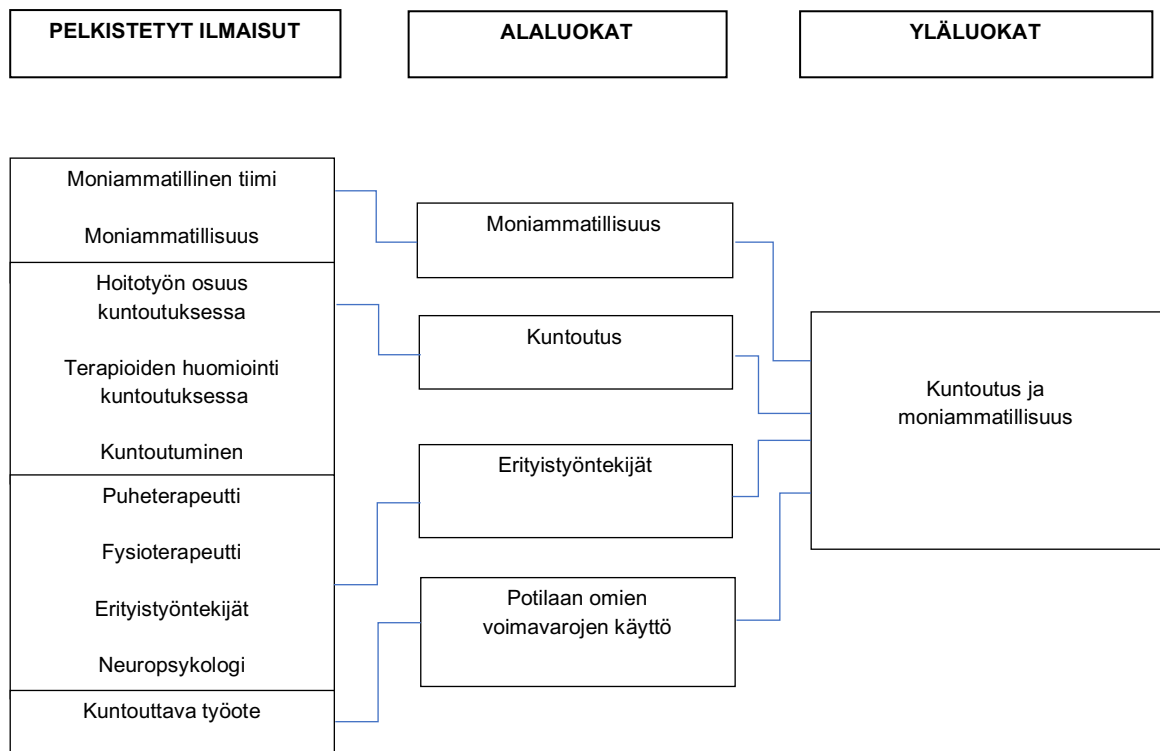 PELKISTETYT ILMAISUT
ALALUOKAT
YLÄLUOKAT
Moniammatillinen tiimi
Moniammatillisuus
Hoitotyön osuus
kuntoutuksessa
Terapioiden huomiointi
kuntoutuksessa
Kuntoutuminen
Puheterapeutti
Fysioterapeutti
Erityistyöntekijät
Neuropsykologi
Kuntouttava työote
Moniammatillisuus
Kuntoutus
Erityistyöntekijät
Potilaan omien
voimavarojen käyttö
Kuntoutus ja
moniammatillisuus